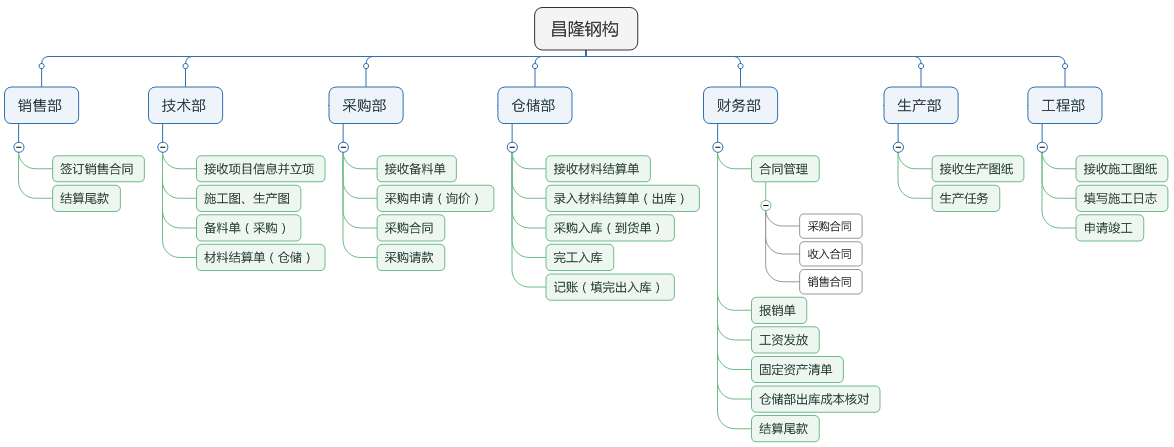 昌隆钢构
销售部
签订销售合同
结算尾款
技术部
接收项目信息并立项
施工图、生产图
备料单（采购）
材料结算单（仓储）
采购部
接收备料单
采购申请（询价）
采购合同
采购请款
仓储部
接收材料结算单
录入材料结算单（出库）
采购入库（到货单）
完工入库
记账（填完出入库）
财务部
合同管理
采购合同
收入合同
销售合同
报销单
工资发放
固定资产清单
仓储部出库成本核对
结算尾款
生产部
接收生产图纸
生产任务
工程部
接收施工图纸
填写施工日志
申请竣工